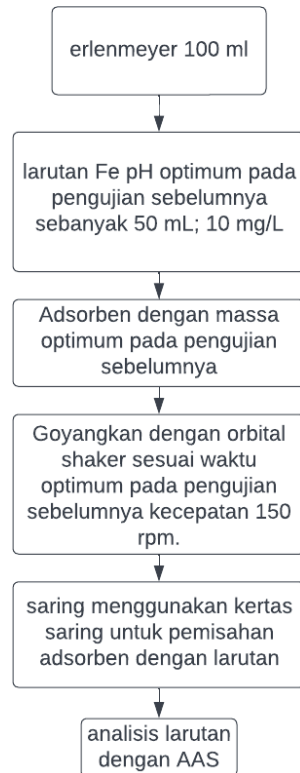 erlenmeyer 100 ml
larutan Fe pH optimum pada
pengujian sebelumnya
sebanyak 50 mL; 10 mg/L
Adsorben dengan massa
optimum pada pengujian
sebelumnya
Goyangkan dengan orbital
shaker sesuai waktu
optimum pada pengujian
sebelumnya kecepatan 150
rpm.
saring menggunakan kertas
saring untuk pemisahan
adsorben dengan larutan
analisis larutan
dengan AAS